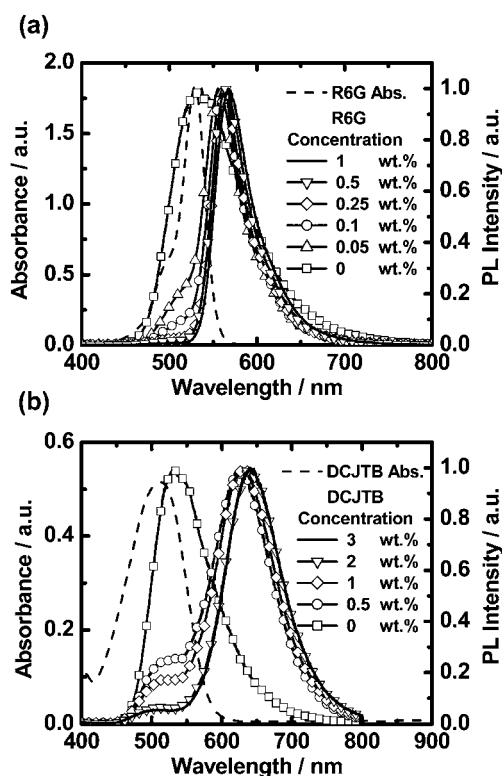 (a)
2.0
1.5
1.0
0.5
0.0
Absorbance / a.u.
1.0
0.8
0.6
0.4
0.2
0.0
PL Intensity / a.u.
R6G Abs.
R6G
Concentration
1 wt.%
0.5 wt.%
0.25 wt.%
0.1 wt.%
0.05 wt.%
0 wt.%
400 500 600 700 800
Wavelength / nm
(b)
0.6
0.4
0.2
0.0
Absorbance / a.u.
1.0
0.8
0.6
0.4
0.2
0.0
PL Intensity / a.u.
DCJTB Abs.
DCJTB
Concentration
3 wt.%
2 wt.%
1 wt.%
0.5 wt.%
0 wt.%
400 500 600 700 800 900
Wavelength / nm